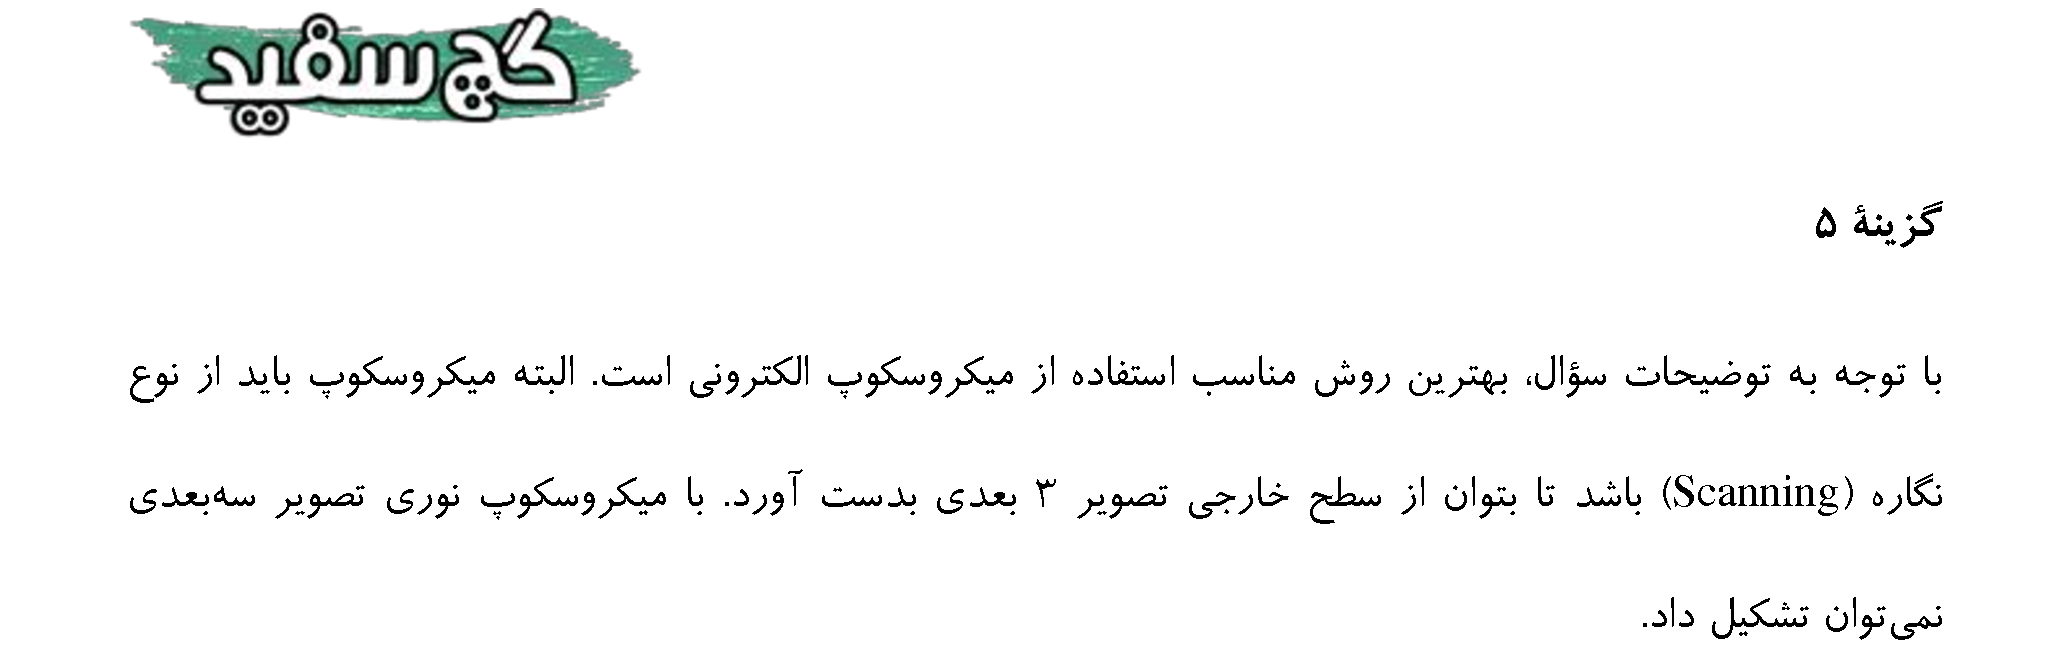 گچ سفید
گزینهٔ ۵
با توجه به توضیحات سؤال، بهترین روش مناسب استفاده از میکروسکوپ الکترونی است. البته میکروسکوپ باید از نوع
نگاره (Scanning) باشد تا بتوان از سطح خارجی تصویر ۳ بعدی بدست آورد. با میکروسکوپ نوری تصویر سه‌بعدی
نمی‌توان تشکیل داد.